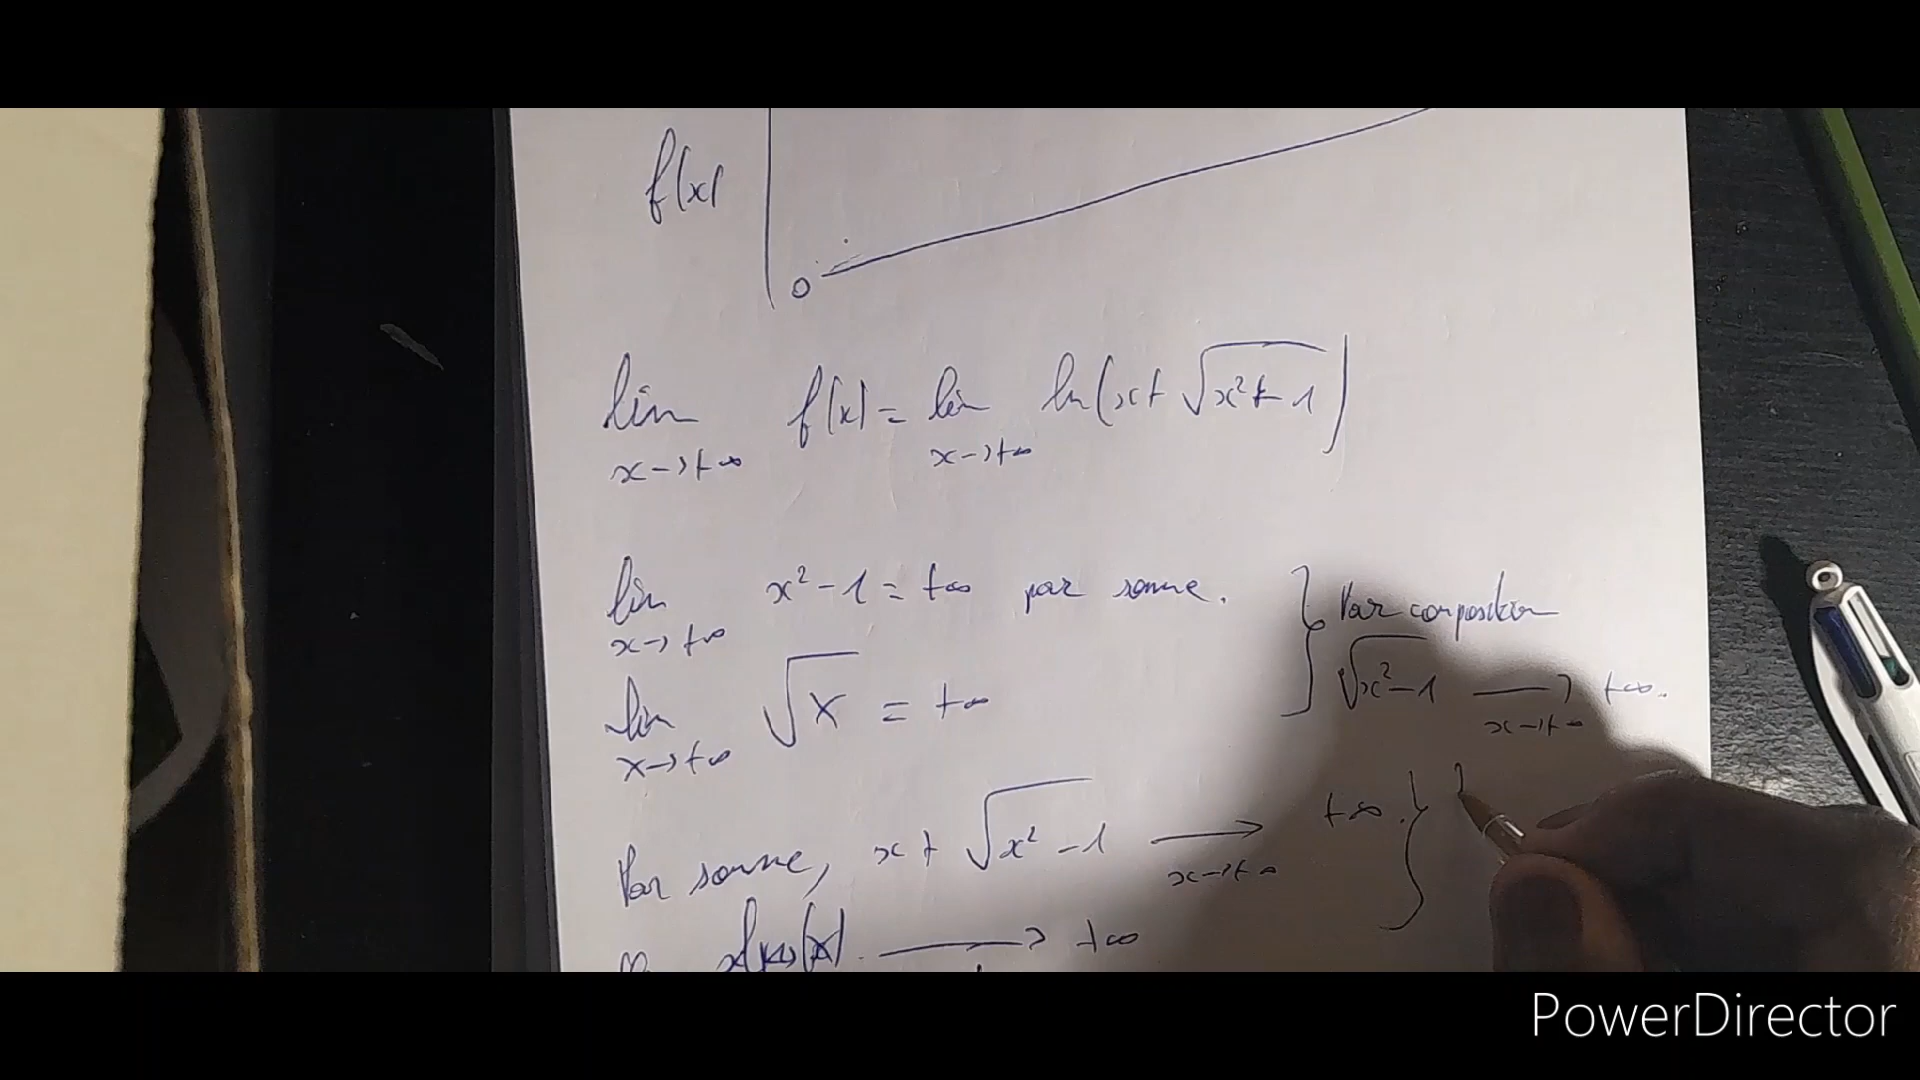 f(x)
0
lim f(x) = lim ln(x + √x² + 1)
x→+∞ x→+∞
lim x² - 1 = +∞ par somme. } Par composition
x→+∞
lim √X = +∞ √x² - 1 → +∞.
X→+∞ x→+∞
Par somme, x + √x² - 1 → +∞. }
x→+∞
→ +∞
PowerDirector